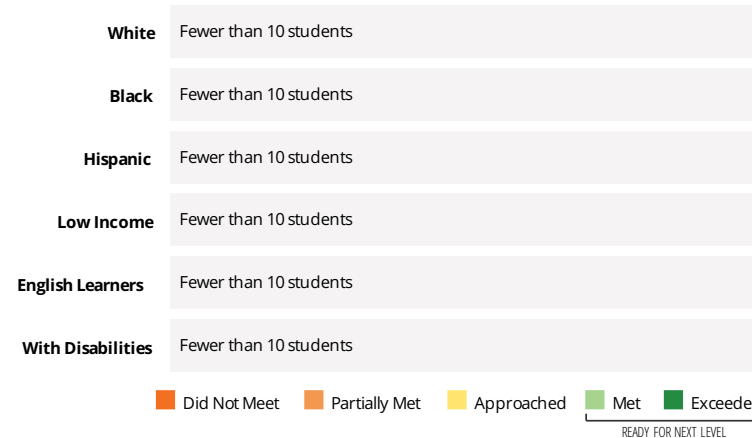 White Fewer than 10 students
Black Fewer than 10 students
Hispanic Fewer than 10 students
Low Income Fewer than 10 students
English Learners Fewer than 10 students
With Disabilities Fewer than 10 students
Did Not Meet Partially Met Approached Met Exceede
READY FOR NEXT LEVEL